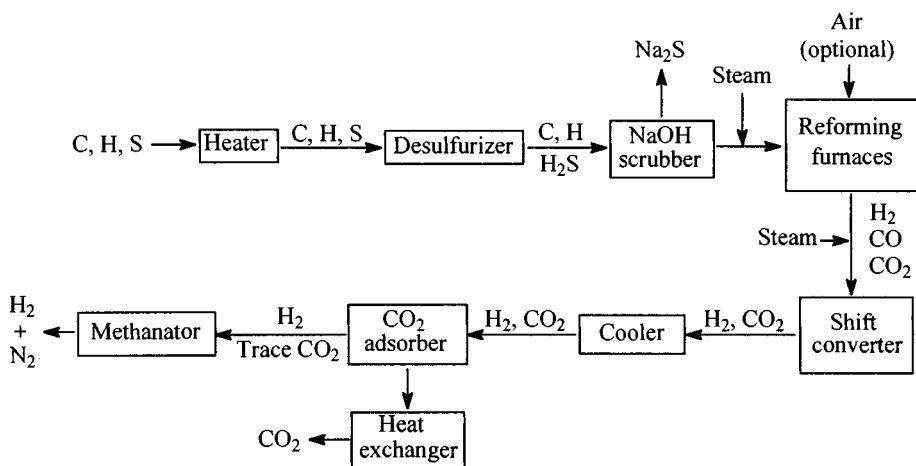 Air
(optional)
Na₂S
Steam
C, H, S
Heater
C, H, S
Desulfurizer
C, H
H₂S
NaOH
scrubber
Reforming
furnaces
Steam
H₂
CO
CO₂
H₂
+
N₂
Methanator
H₂
Trace CO₂
CO₂
adsorber
H₂, CO₂
Cooler
H₂, CO₂
Shift
converter
CO₂
Heat
exchanger